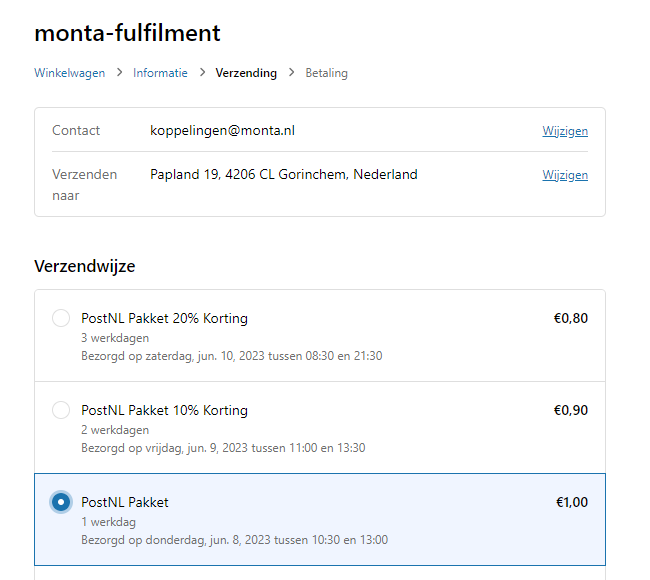 monta-fulfilment
Winkelwagen > Informatie > Verzending > Betaling
Contact koppelingen@monta.nl Wijzigen
Verzenden naar Papland 19, 4206 CL Gorinchem, Nederland Wijzigen
Verzendwijze
PostNL Pakket 20% Korting €0,80
3 werkdagen
Bezorgd op zaterdag, jun. 10, 2023 tussen 08:30 en 21:30
PostNL Pakket 10% Korting €0,90
2 werkdagen
Bezorgd op vrijdag, jun. 9, 2023 tussen 11:00 en 13:30
PostNL Pakket €1,00
1 werkdag
Bezorgd op donderdag, jun. 8, 2023 tussen 10:30 en 13:00